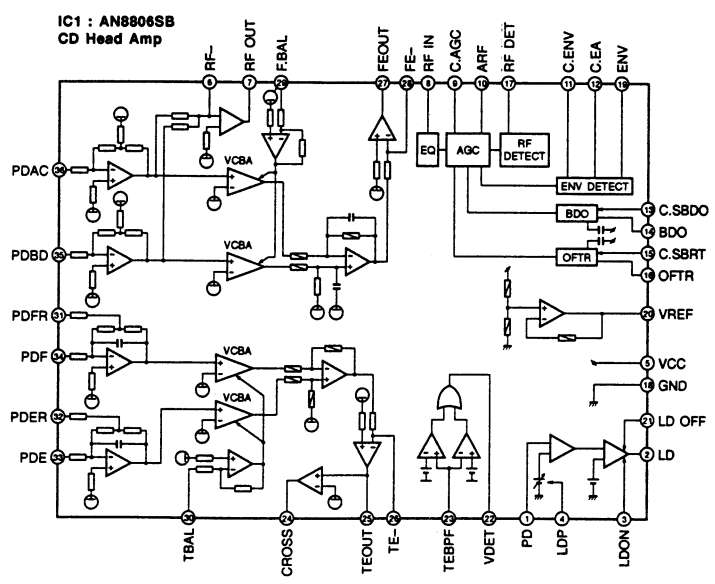 IC1 : AN8806SB
CD Head Amp
RF-
RF OUT
F.BAL
FEOUT
FE-
RF IN
C.AGC
ARF
RF DET
C.ENV
C.EA
ENV
6
7
29
27
28
8
9
10
17
11
12
19
PDAC 36
VCBA
EQ
AGC
RF
DETECT
ENV DETECT
13 C.SBDO
BDO
14 BDO
PDBD 35
VCBA
15 C.SBRT
OFTR
16 OFTR
PDFR 31
20 VREF
PDF 34
VCBA
5 VCC
18 GND
PDER 32
VCBA
21 LD OFF
PDE 33
2 LD
30
24
25
26
23
22
1
4
3
TBAL
CROSS
TEOUT
TE-
TEBPF
VDET
PD
LDP
LDON